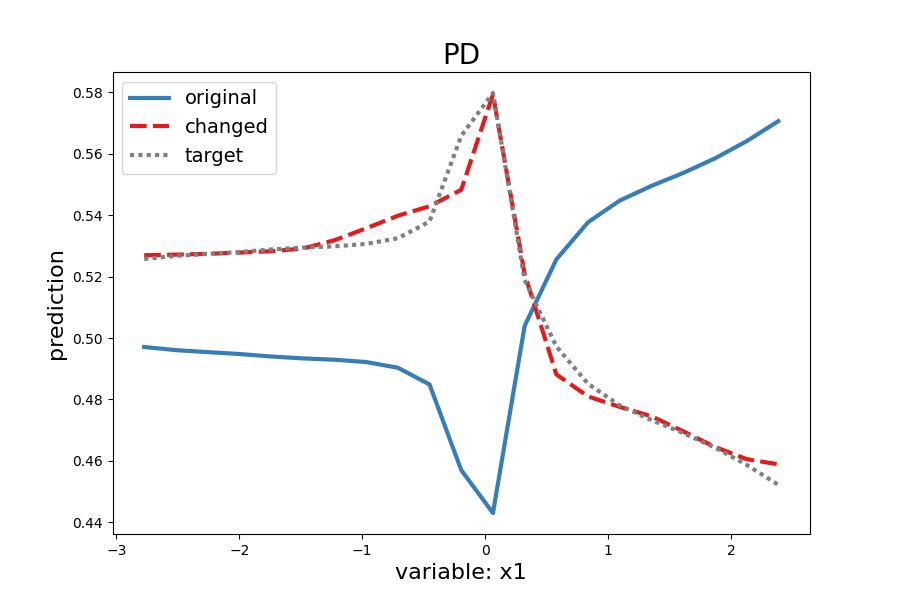 PD
original
changed
target
prediction
0.58
0.56
0.54
0.52
0.50
0.48
0.46
0.44
−3
−2
−1
0
1
2
variable: x1